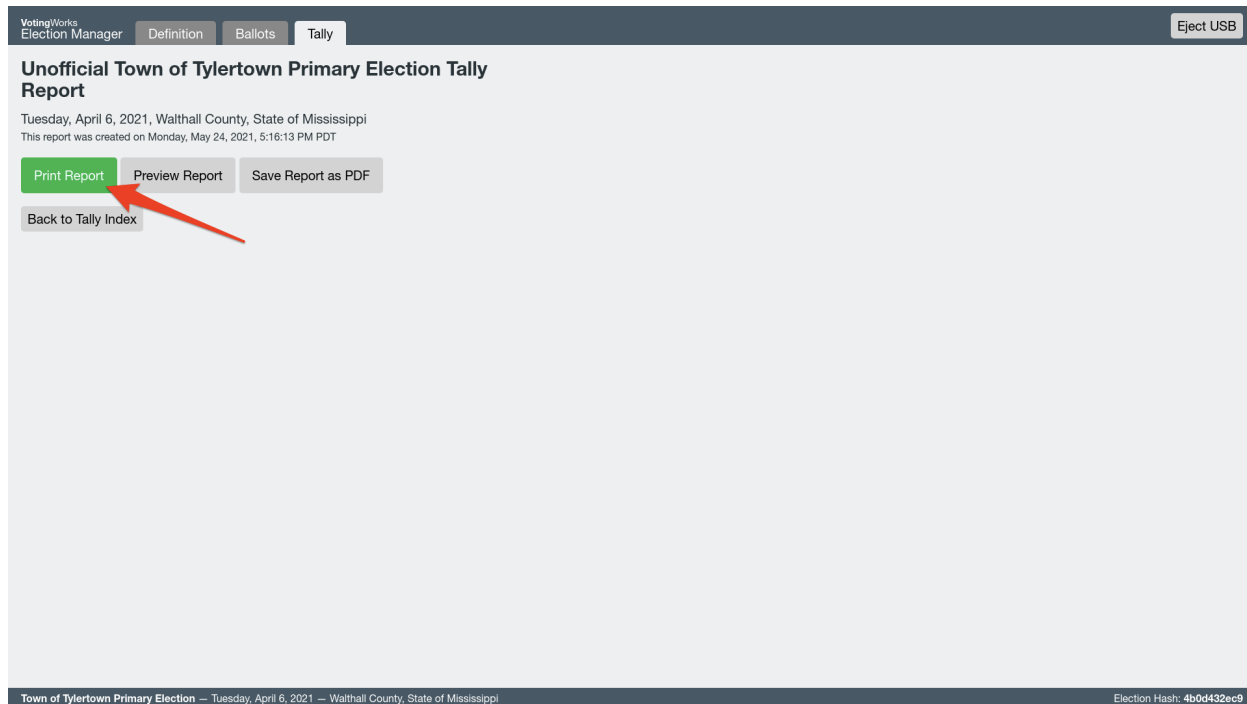 VotingWorks
Election Manager
Definition
Ballots
Tally
Eject USB
Unofficial Town of Tylertown Primary Election Tally
Report
Tuesday, April 6, 2021, Walthall County, State of Mississippi
This report was created on Monday, May 24, 2021, 5:16:13 PM PDT
Print Report
Preview Report
Save Report as PDF
Back to Tally Index
Town of Tylertown Primary Election — Tuesday, April 6, 2021 — Walthall County, State of Mississippi
Election Hash: 4b0d432ec9